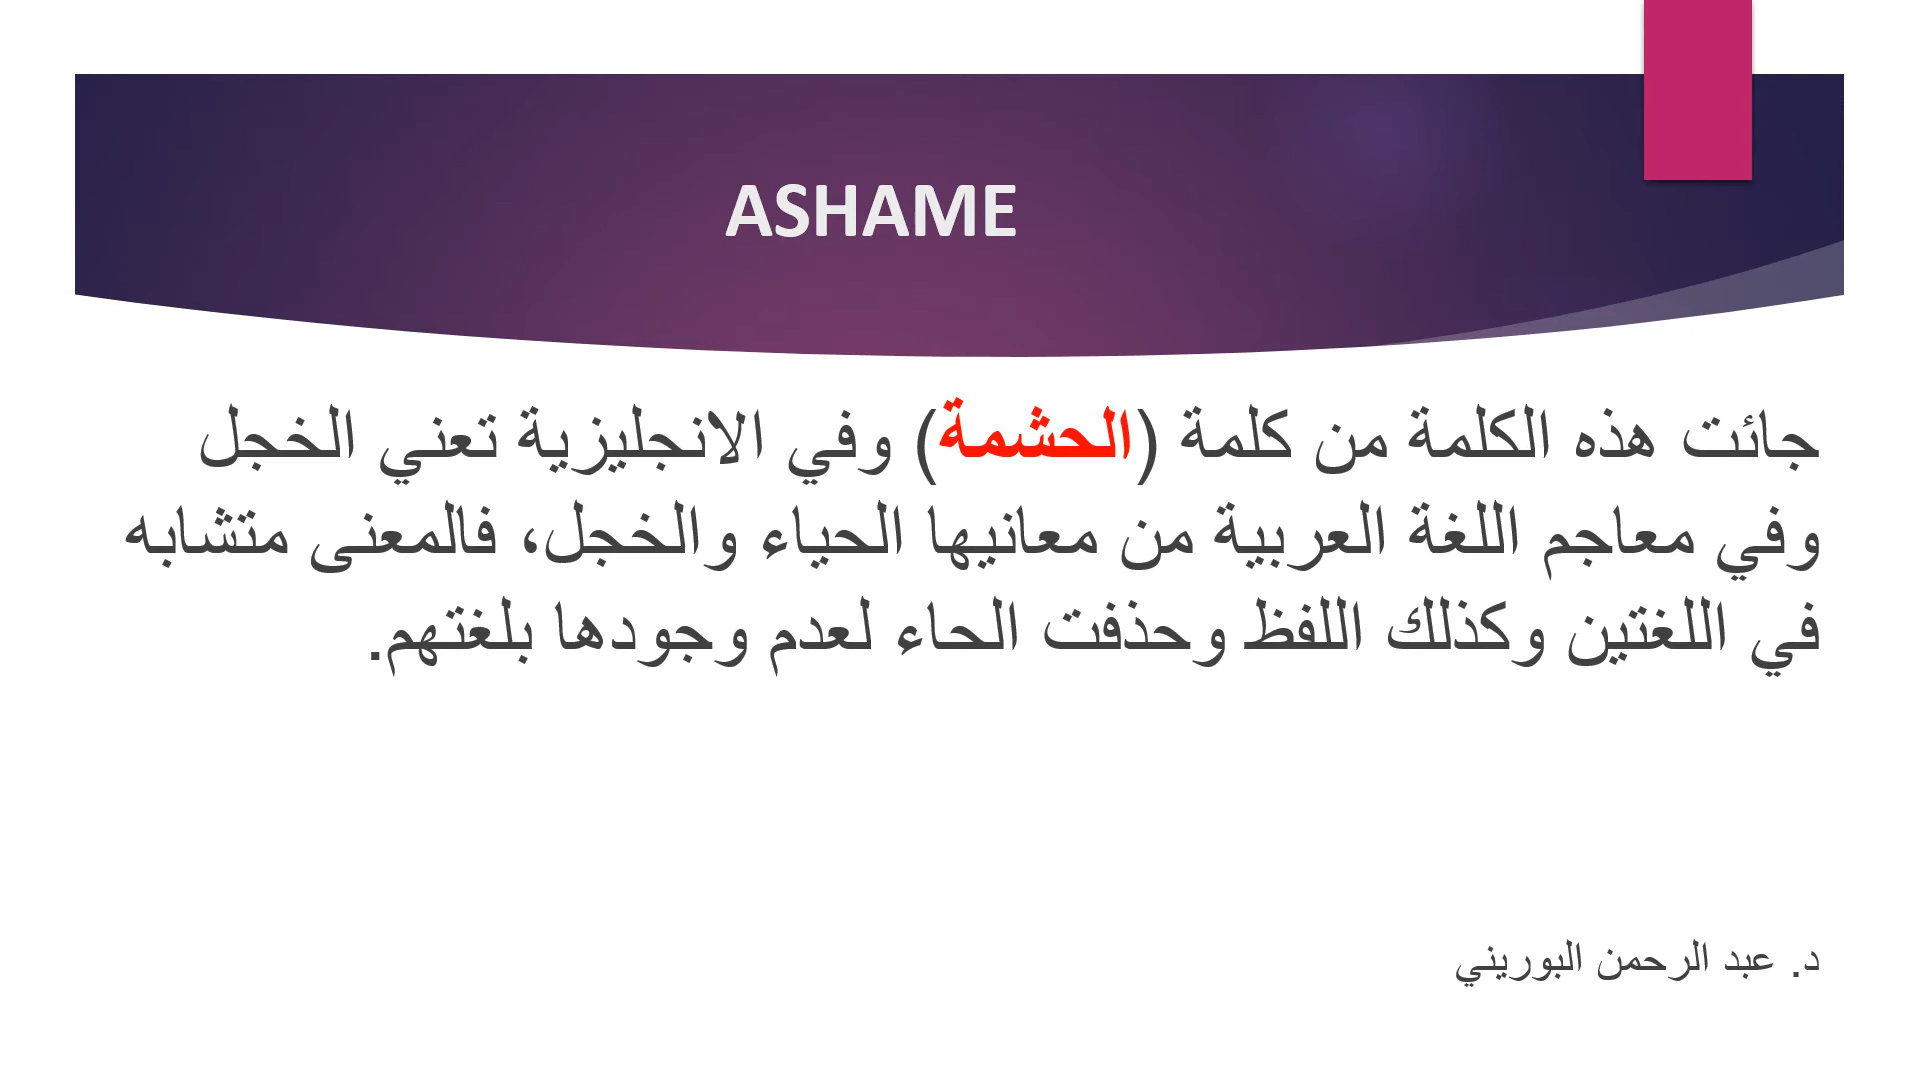 ASHAME
جائت هذه الكلمة من كلمة (الحشمة) وفي الانجليزية تعني الخجل
وفي معاجم اللغة العربية من معانيها الحياء والخجل، فالمعنى متشابه
في اللغتين وكذلك اللفظ وحذفت الحاء لعدم وجودها بلغتهم.
د. عبد الرحمن البوريني